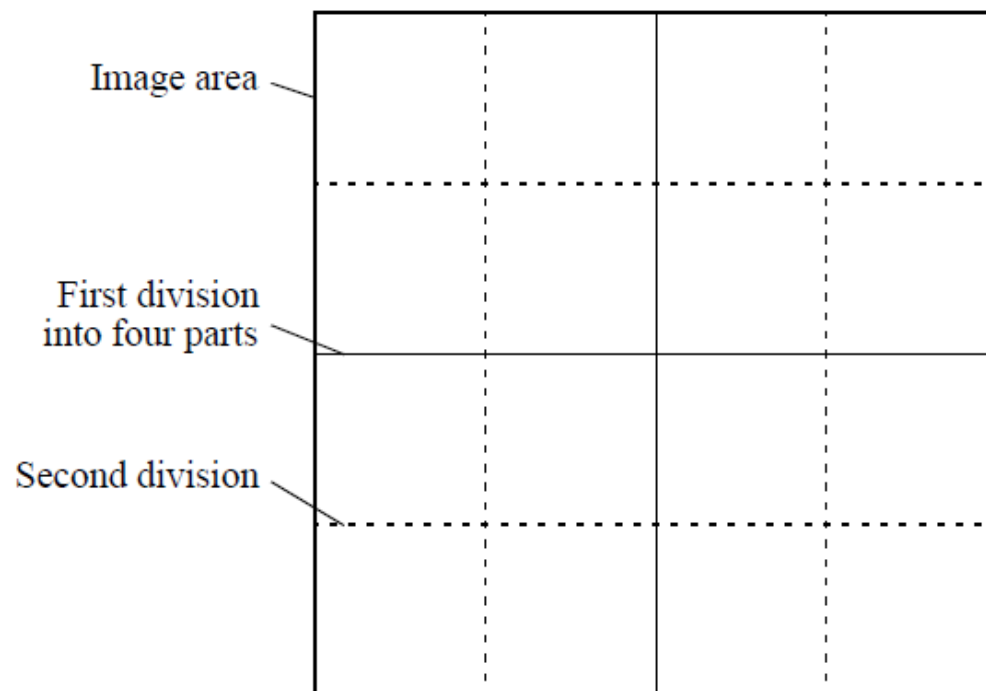 Image area
First division
into four parts
Second division